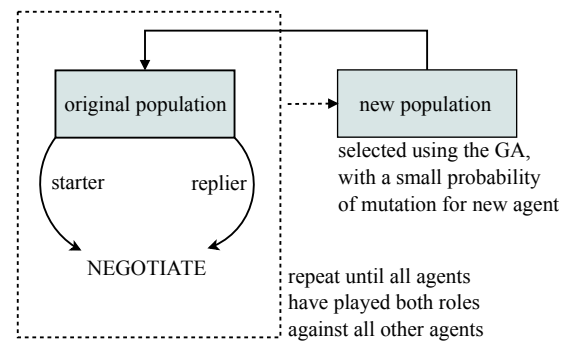 original population
new population
selected using the GA,
with a small probability
of mutation for new agent
starter
replier
NEGOTIATE
repeat until all agents
have played both roles
against all other agents